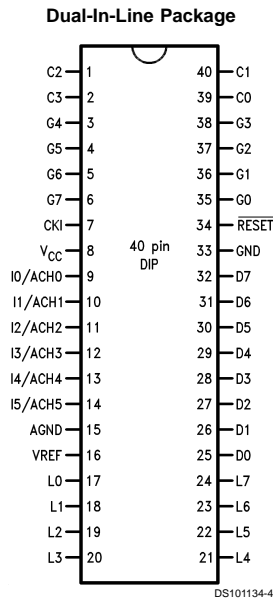 Dual-In-Line Package
C2 1 40 C1
C3 2 39 C0
G4 3 38 G3
G5 4 37 G2
G6 5 36 G1
G7 6 35 G0
CKI 7 34 RESET
VCC 8 33 GND
40 pin
DIP
I0/ACH0 9 32 D7
I1/ACH1 10 31 D6
I2/ACH2 11 30 D5
I3/ACH3 12 29 D4
I4/ACH4 13 28 D3
I5/ACH5 14 27 D2
AGND 15 26 D1
VREF 16 25 D0
L0 17 24 L7
L1 18 23 L6
L2 19 22 L5
L3 20 21 L4
DS101134-4